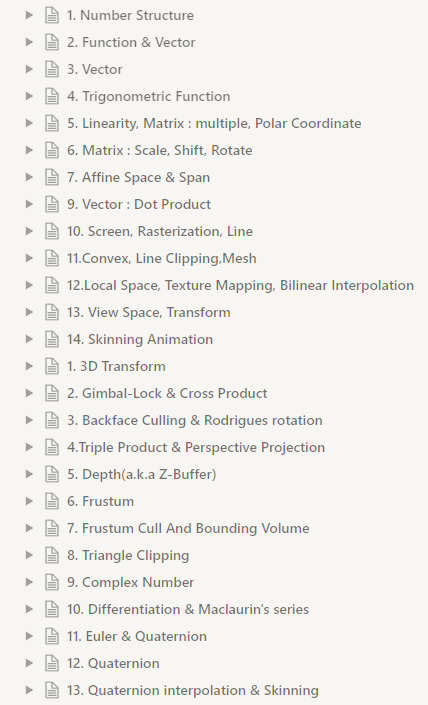 1. Number Structure
2. Function & Vector
3. Vector
4. Trigonometric Function
5. Linearity, Matrix : multiple, Polar Coordinate
6. Matrix : Scale, Shift, Rotate
7. Affine Space & Span
9. Vector : Dot Product
10. Screen, Rasterization, Line
11.Convex, Line Clipping,Mesh
12.Local Space, Texture Mapping, Bilinear Interpolation
13. View Space, Transform
14. Skinning Animation
1. 3D Transform
2. Gimbal-Lock & Cross Product
3. Backface Culling & Rodrigues rotation
4.Triple Product & Perspective Projection
5. Depth(a.k.a Z-Buffer)
6. Frustum
7. Frustum Cull And Bounding Volume
8. Triangle Clipping
9. Complex Number
10. Differentiation & Maclaurin's series
11. Euler & Quaternion
12. Quaternion
13. Quaternion interpolation & Skinning